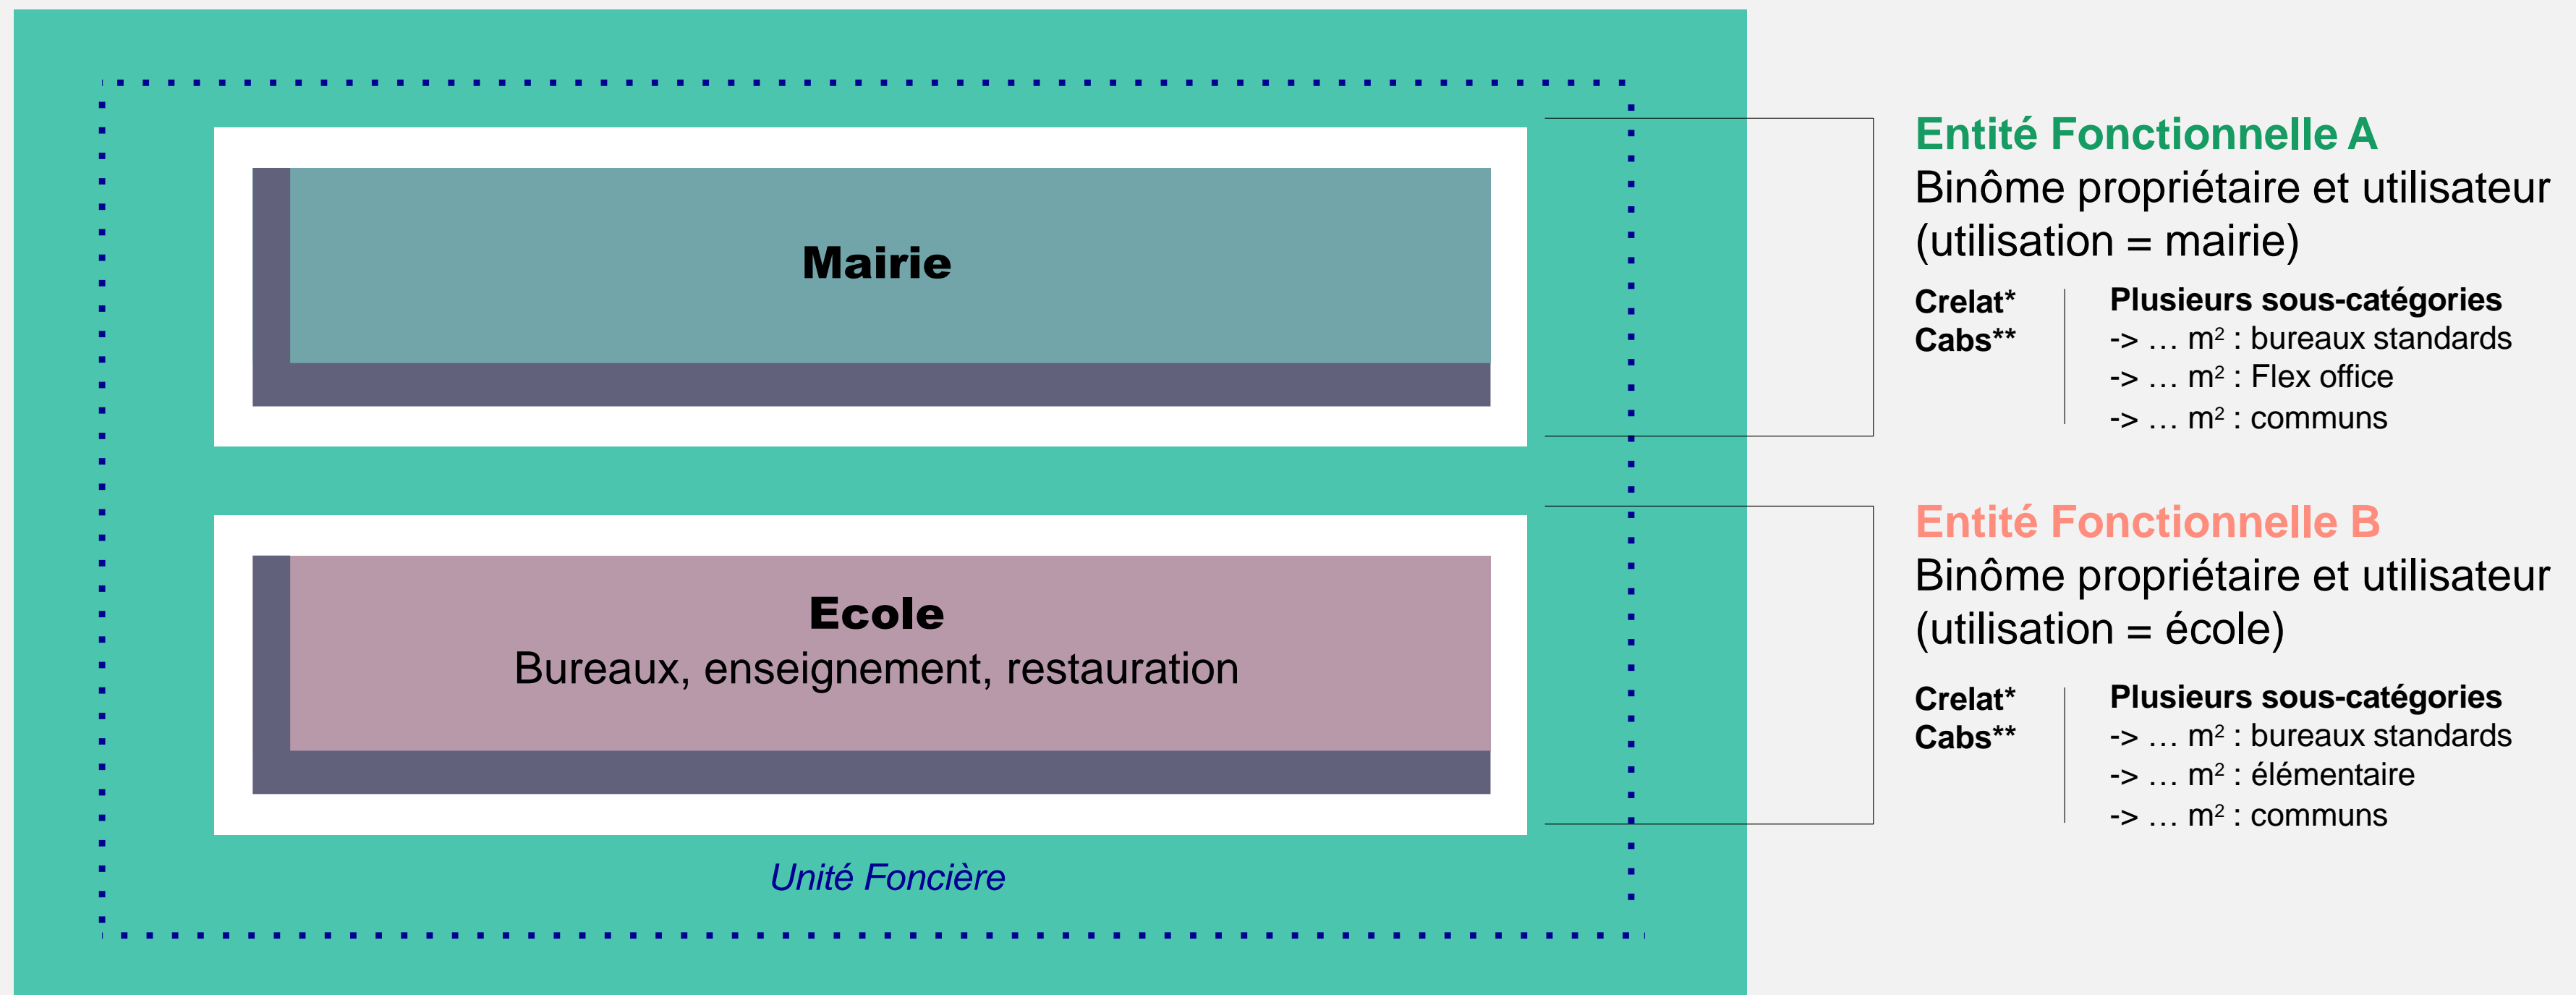 Mairie
Ecole
Bureaux, enseignement, restauration
Unité Foncière
Entité Fonctionnelle A
Binôme propriétaire et utilisateur
(utilisation = mairie)
Crelat*
Cabs**
Plusieurs sous-catégories
-> … m² : bureaux standards
-> … m² : Flex office
-> … m² : communs
Entité Fonctionnelle B
Binôme propriétaire et utilisateur
(utilisation = école)
Crelat*
Cabs**
Plusieurs sous-catégories
-> … m² : bureaux standards
-> … m² : élémentaire
-> … m² : communs